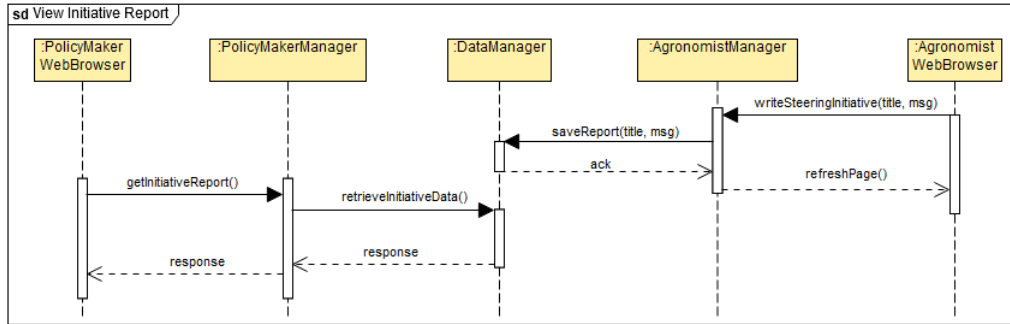 sd View Initiative Report
:PolicyMaker
WebBrowser
:PolicyMakerManager
:DataManager
:AgronomistManager
:Agronomist
WebBrowser
writeSteeringInitiative(title, msg)
saveReport(title, msg)
ack
refreshPage()
getInitiativeReport()
retrieveInitiativeData()
response
response